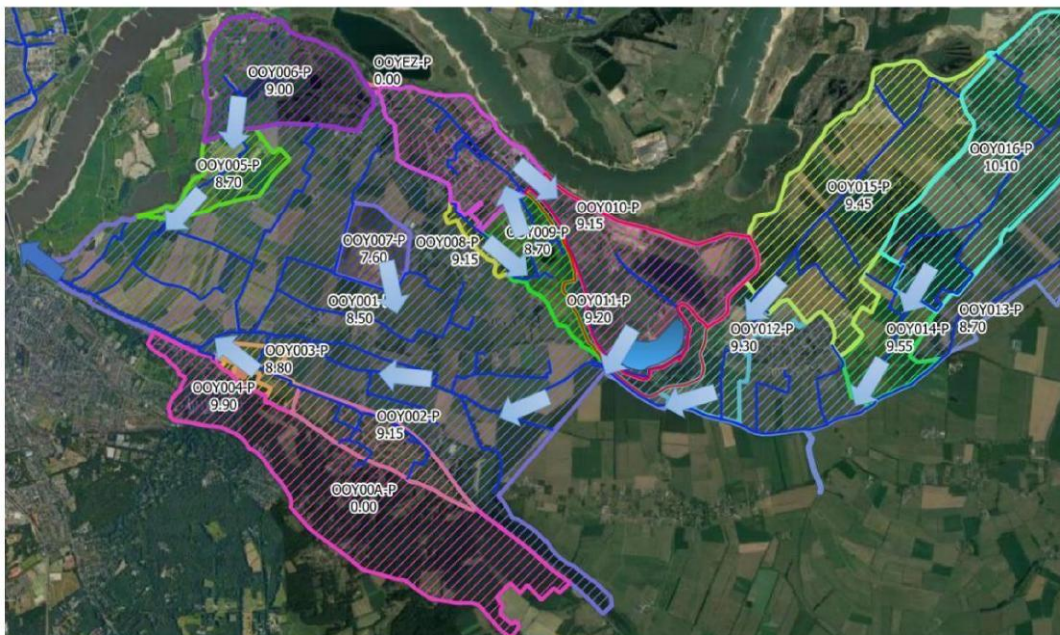 OOY006-P
9.00
OOYEZ-P
0.00
OOY005-P
8.70
OOY016-P
10.10
OOY015-P
9.45
OOY010-P
9.15
OOY009-P
8.70
OOY008-P
9.15
OOY007-P
7.60
OOY001-
8.50
OOY011-P
9.20
OOY012-P
9.30
OOY013-P
8.70
OOY014-P
9.55
OOY003-P
8.80
OOY004-P
9.90
OOY002-P
9.15
OOY00A-P
0.00